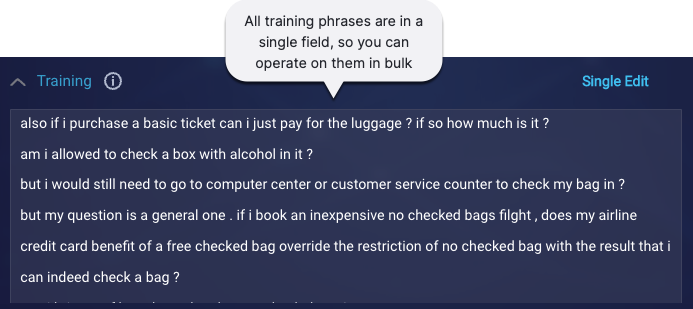 All training phrases are in a
single field, so you can
operate on them in bulk
Training
Single Edit
also if i purchase a basic ticket can i just pay for the luggage ? if so how much is it ?
am i allowed to check a box with alcohol in it ?
but i would still need to go to computer center or customer service counter to check my bag in ?
but my question is a general one . if i book an inexpensive no checked bags filght , does my airline
credit card benefit of a free checked bag override the restriction of no checked bag with the result that i
can indeed check a bag ?